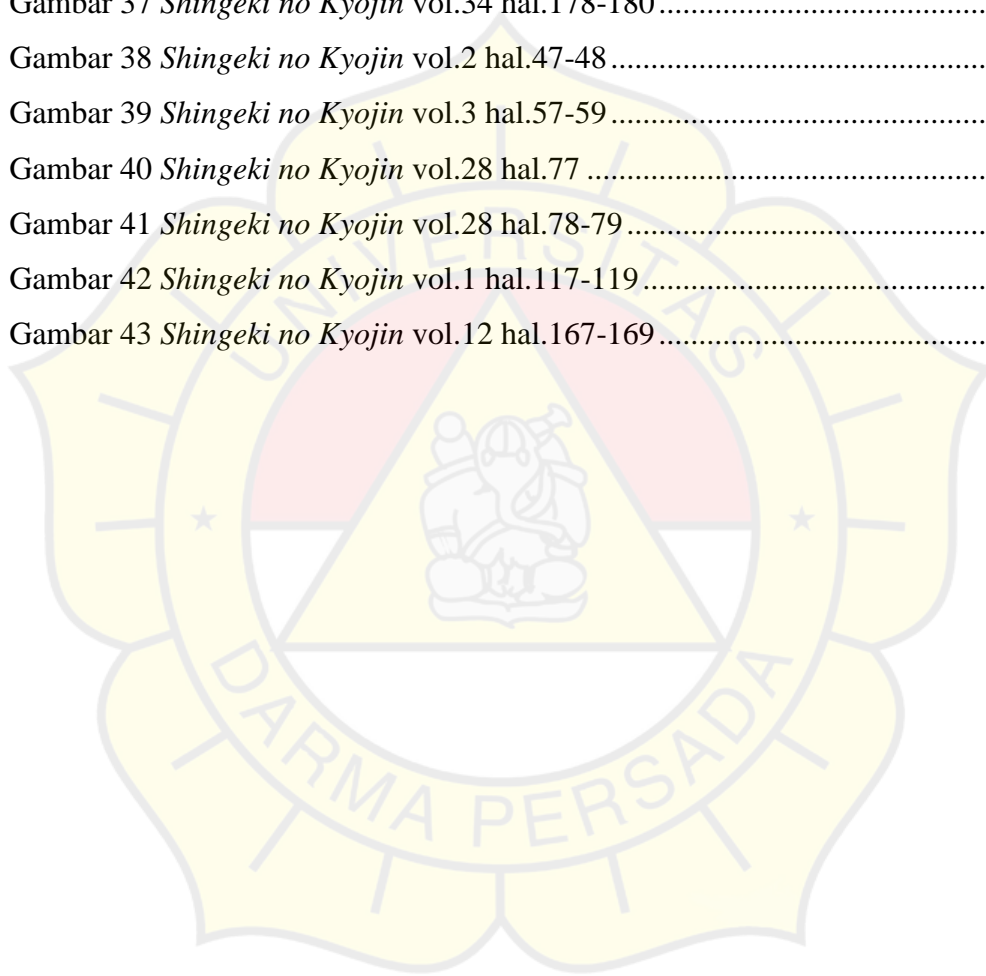 Gambar 37 Shingeki no Kyojin vol.34 hal.178-180
Gambar 38 Shingeki no Kyojin vol.2 hal.47-48
Gambar 39 Shingeki no Kyojin vol.3 hal.57-59
Gambar 40 Shingeki no Kyojin vol.28 hal.77
Gambar 41 Shingeki no Kyojin vol.28 hal.78-79
Gambar 42 Shingeki no Kyojin vol.1 hal.117-119
Gambar 43 Shingeki no Kyojin vol.12 hal.167-169
UNIVERSITAS
DARMA PERSADA